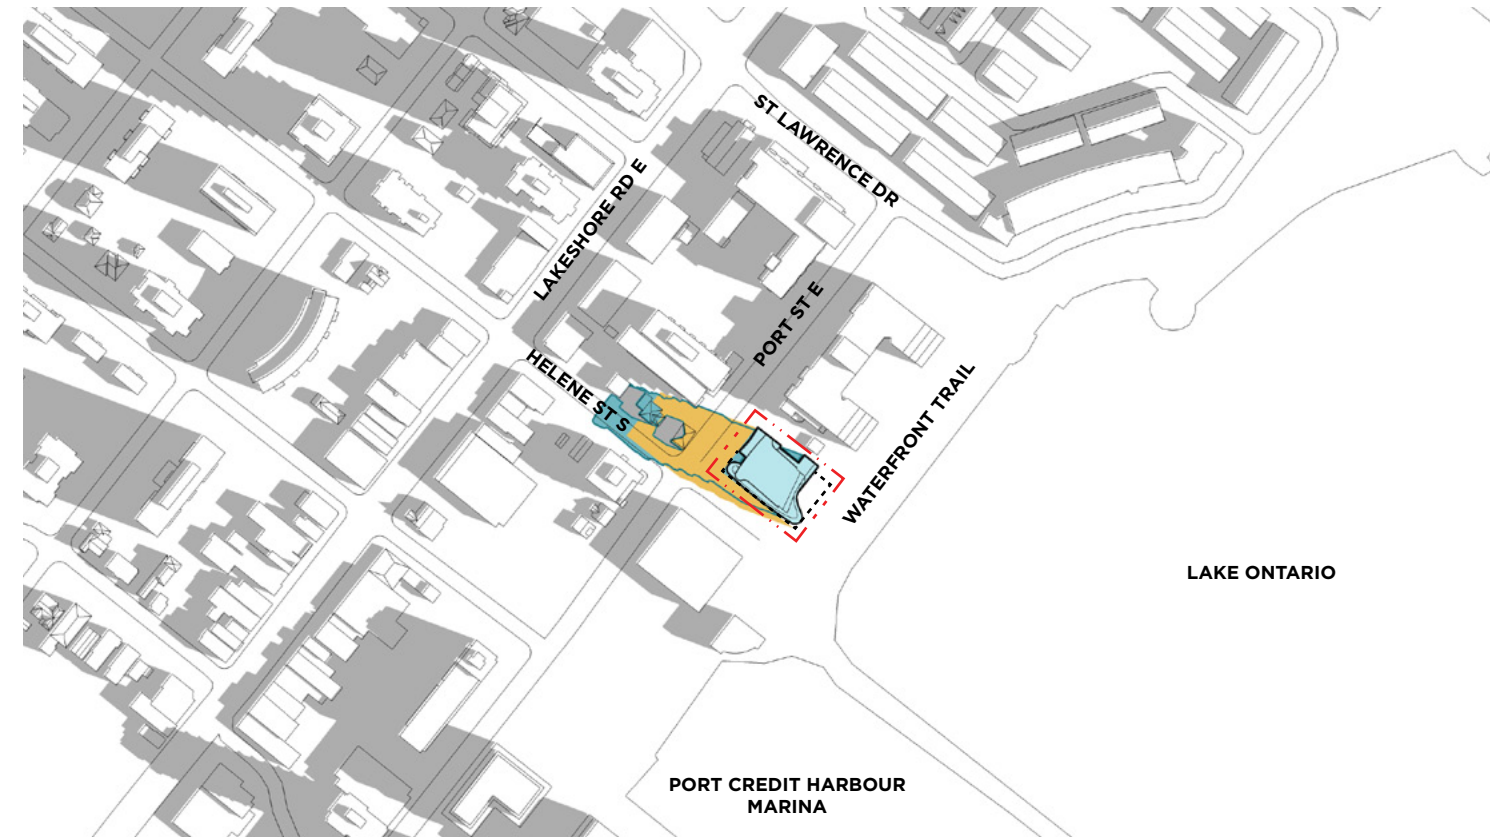 ST LAWRENCE DR
LAKESHORE RD E
PORT ST E
HELENE ST S
WATERFRONT TRAIL
LAKE ONTARIO
PORT CREDIT HARBOUR
MARINA